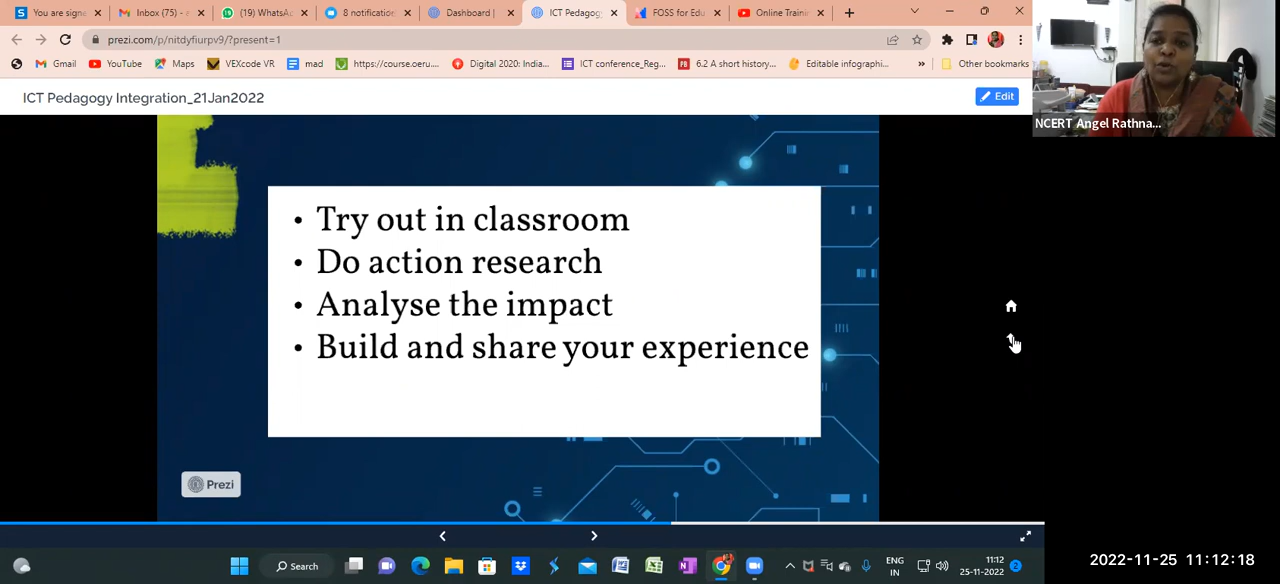 You are signe
Inbox (75) - a
(19) WhatsA
8 notification
Dashboard |
ICT Pedagogy
FOSS for Edu
Online Trainin
prezi.com/p/nitdyfiurpv9/?present=1
Gmail
YouTube
Maps
VEXcode VR
mad
https://course.oeru....
Digital 2020: India...
ICT conference_Reg...
6.2 A short history...
Editable infographi...
»
Other bookmarks
ICT Pedagogy Integration_21Jan2022
Edit
NCERT Angel Rathna...
• Try out in classroom
• Do action research
• Analyse the impact
• Build and share your experience
Prezi
Search
ENG
IN
11:12
25-11-2022
2
2022-11-25 11:12:18